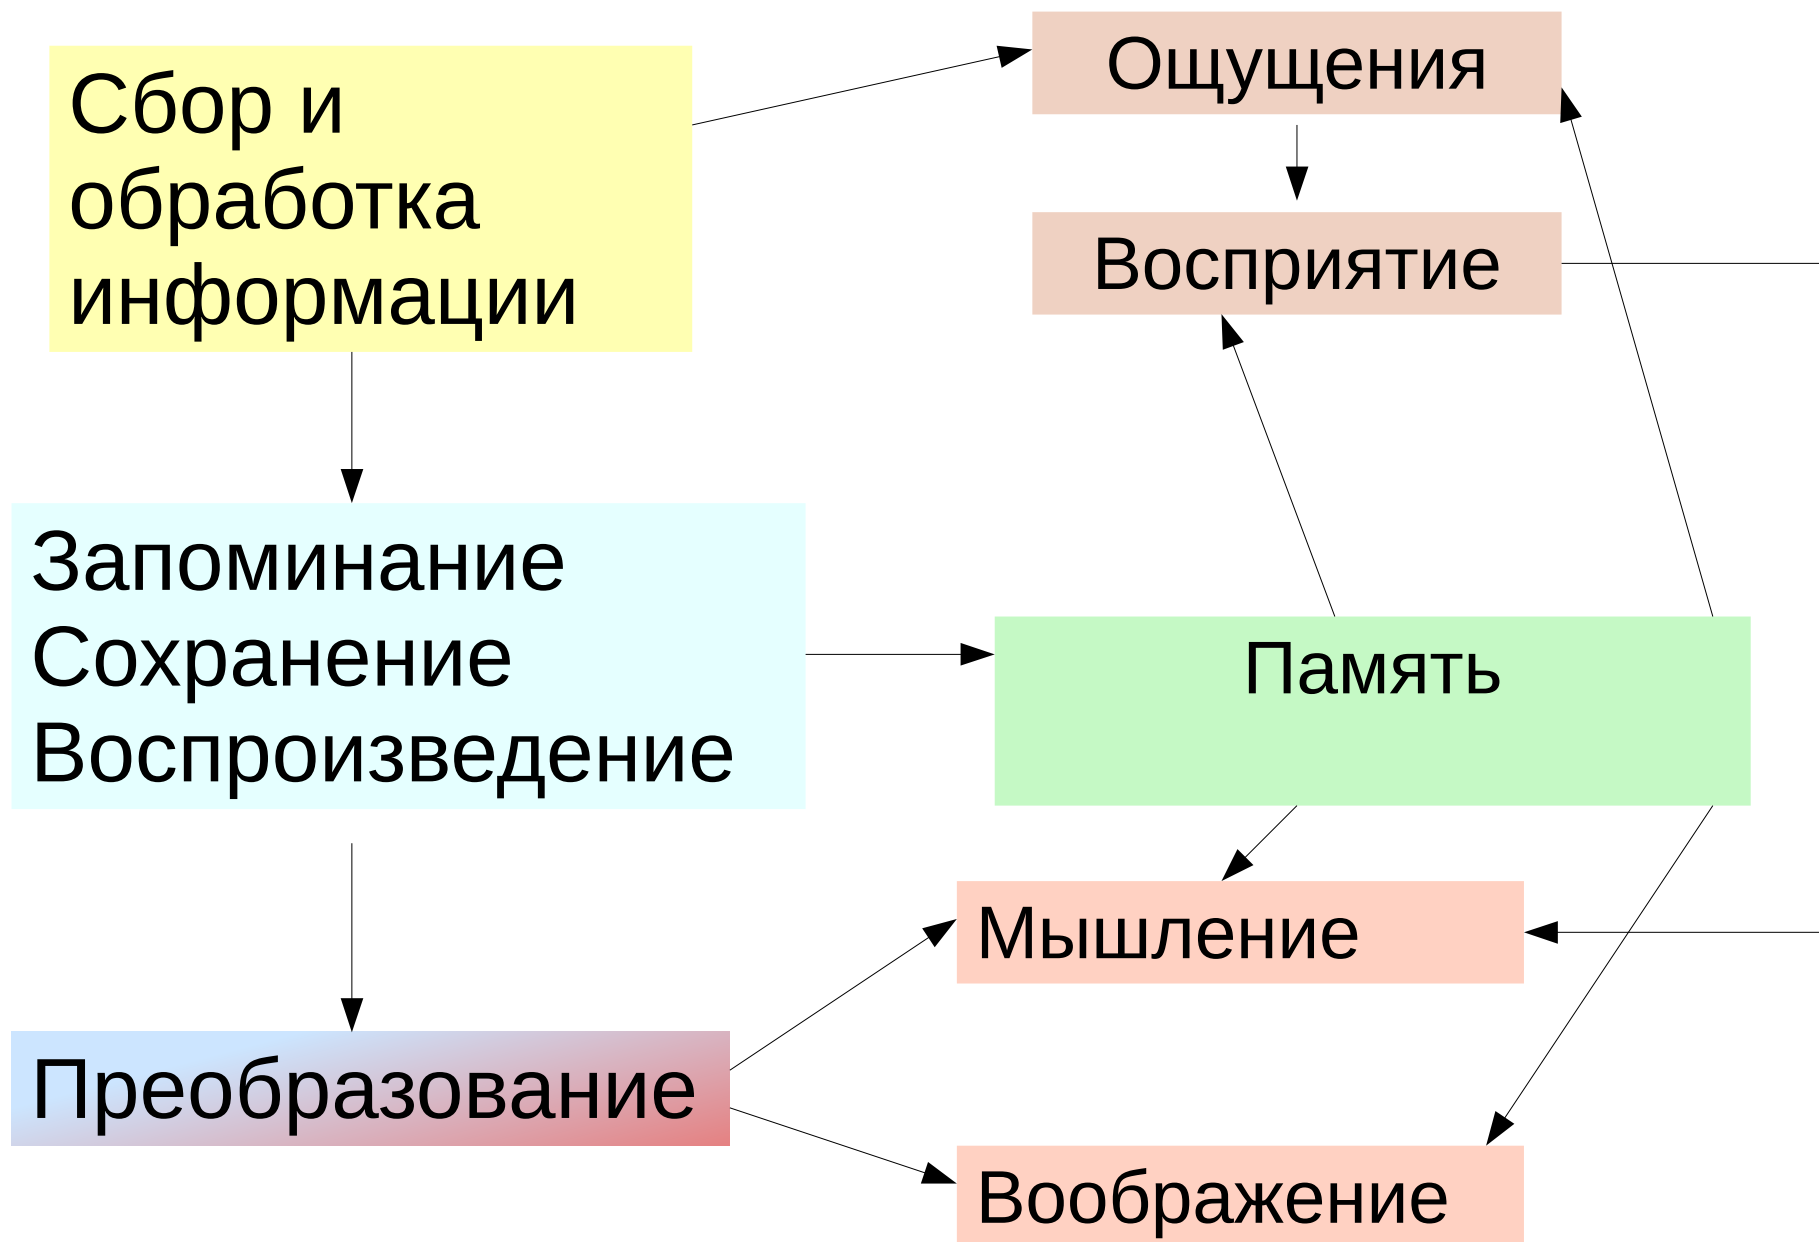 Сбор и
обработка
информации
Ощущения
Восприятие
Запоминание
Сохранение
Воспроизведение
Память
Мышление
Преобразование
Воображение